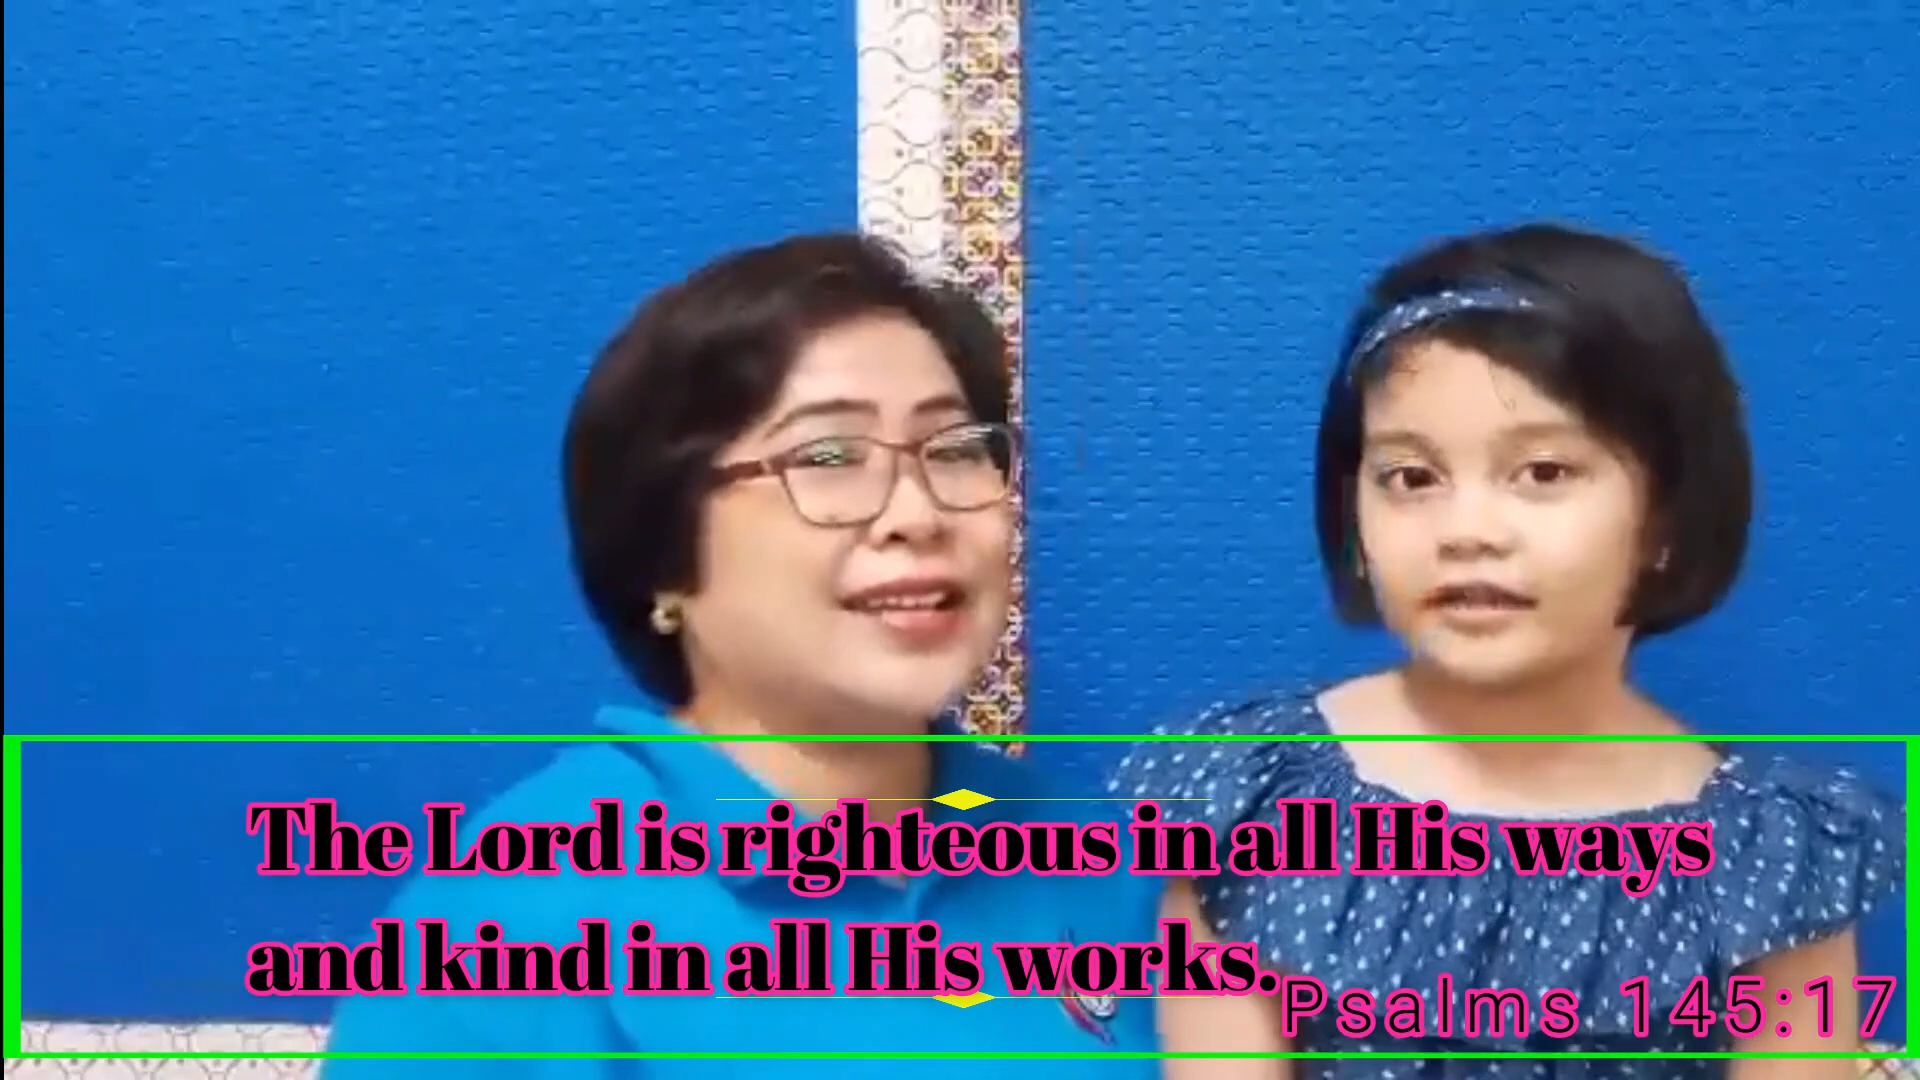 The Lord is righteous in all His ways
and kind in all His works.
Psalms 145:17